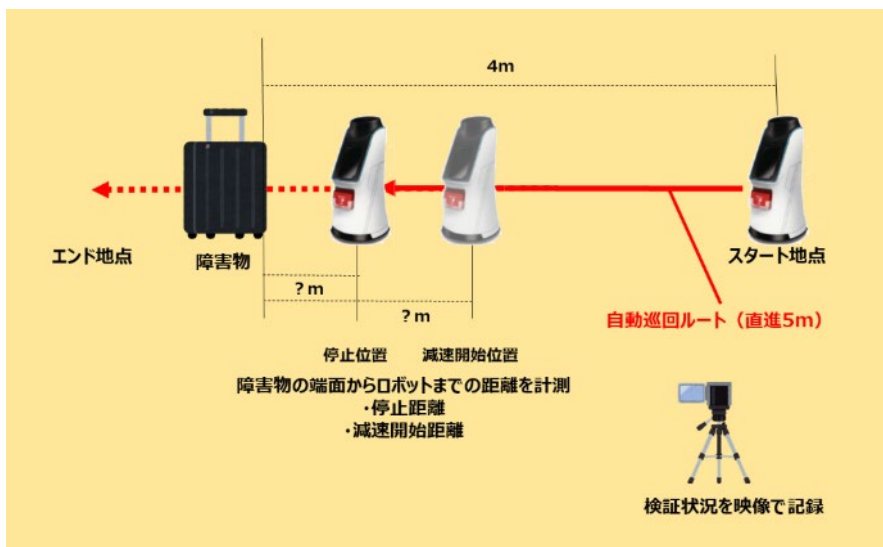 4m
エンド地点
障害物
スタート地点
?m
?m
自動巡回ルート（直進5m）
停止位置
減速開始位置
障害物の端面からロボットまでの距離を計測
・停止距離
・減速開始距離
検証状況を映像で記録